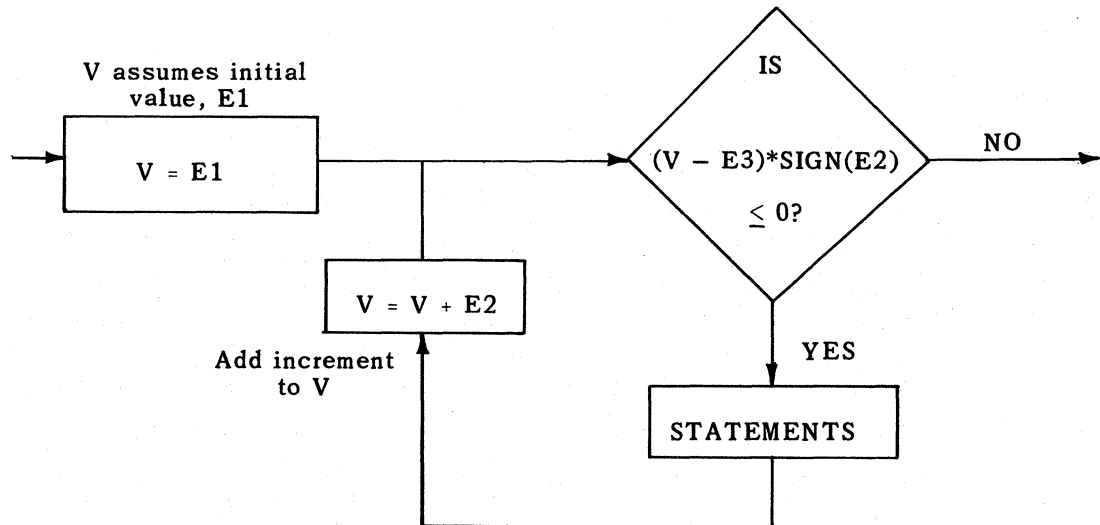 V assumes initial
value, E1
V = E1
IS
(V - E3)*SIGN(E2)
≤ 0?
NO
V = V + E2
Add increment
to V
YES
STATEMENTS